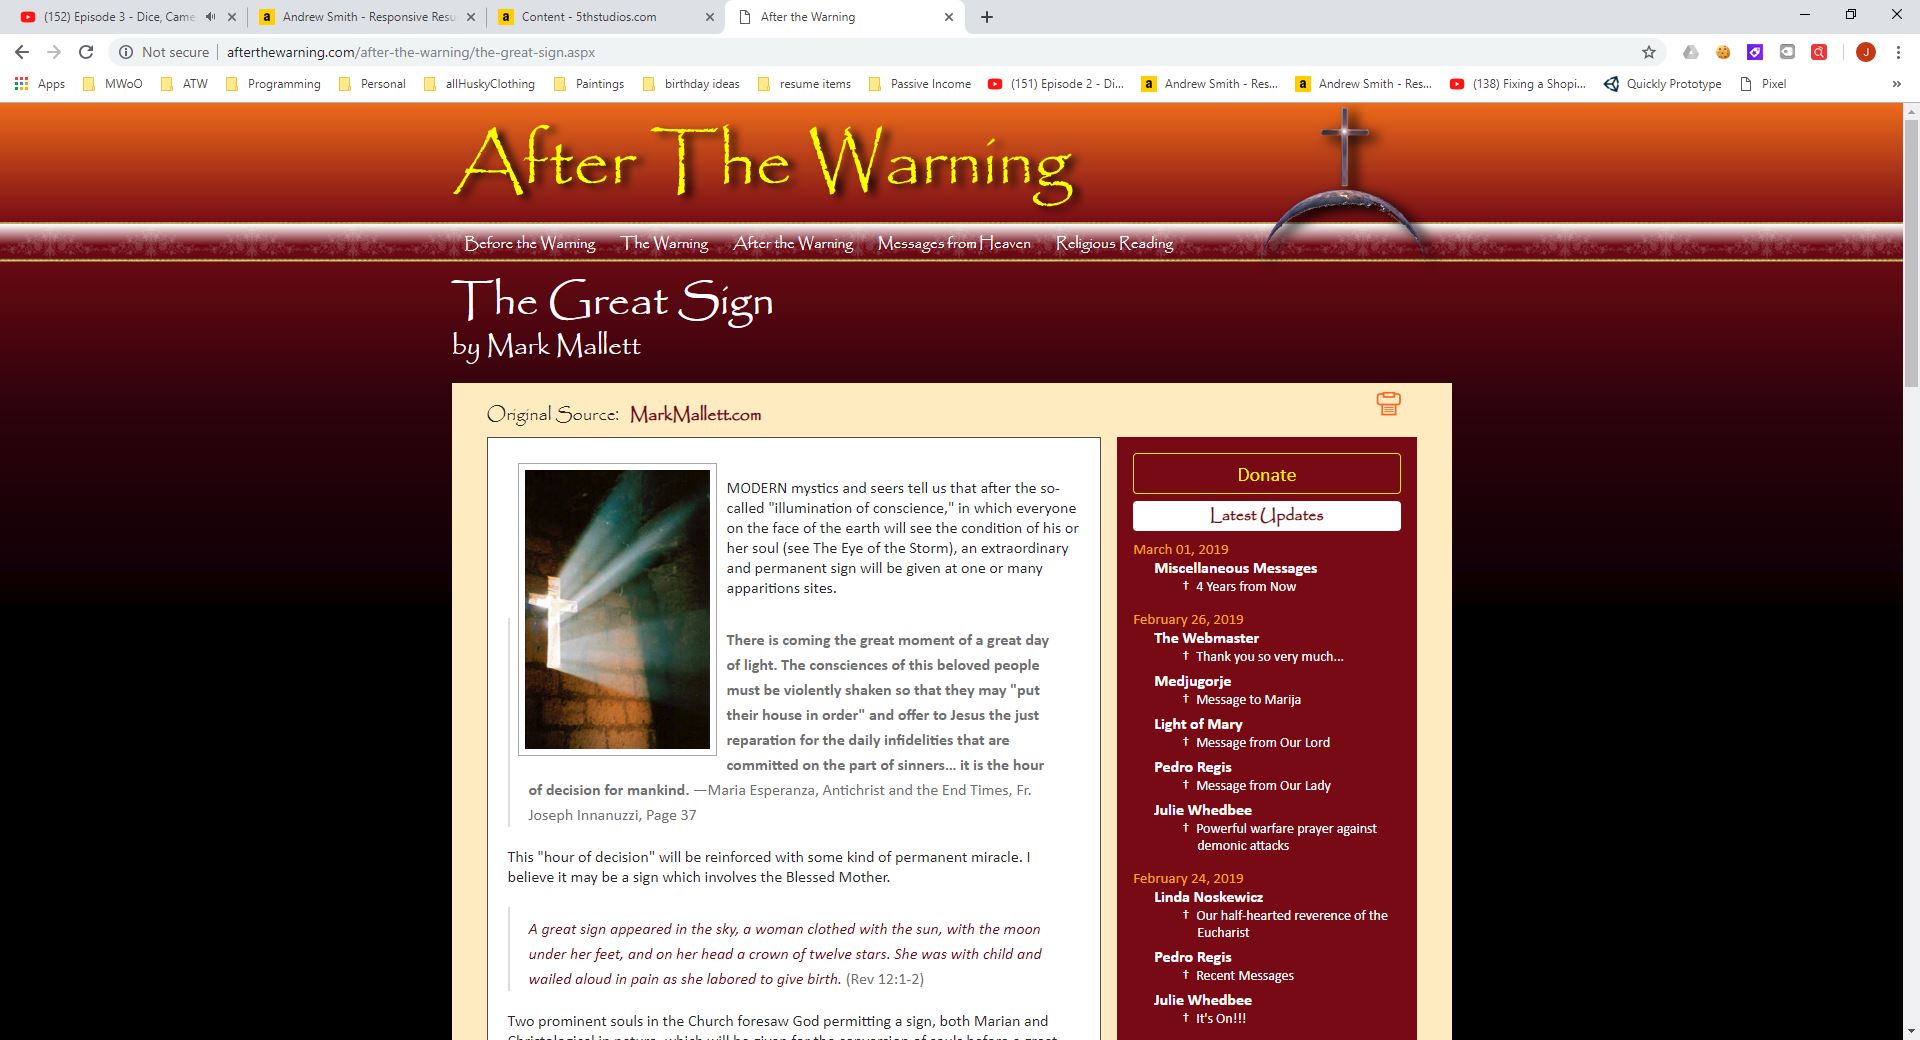 (152) Episode 3 - Dice, Came
Andrew Smith - Responsive Resu
Content - 5thstudios.com
After the Warning
Not secure | afterthewarning.com/after-the-warning/the-great-sign.aspx
J
Apps MWoO ATW Programming Personal allHuskyClothing Paintings birthday ideas resume items Passive Income (151) Episode 2 - Di... Andrew Smith - Res... Andrew Smith - Res... (138) Fixing a Shopi... Quickly Prototype Pixel »
After The Warning
Before the Warning The Warning After the Warning Messages from Heaven Religious Reading
The Great Sign
by Mark Mallett
Original Source: MarkMallett.com
MODERN mystics and seers tell us that after the so-
called "illumination of conscience," in which everyone
on the face of the earth will see the condition of his or
her soul (see The Eye of the Storm), an extraordinary
and permanent sign will be given at one or many
apparitions sites.
There is coming the great moment of a great day
of light. The consciences of this beloved people
must be violently shaken so that they may "put
their house in order" and offer to Jesus the just
reparation for the daily infidelities that are
committed on the part of sinners... it is the hour
of decision for mankind. —Maria Esperanza, Antichrist and the End Times, Fr.
Joseph Innanuzzi, Page 37
This "hour of decision" will be reinforced with some kind of permanent miracle. I
believe it may be a sign which involves the Blessed Mother.
A great sign appeared in the sky, a woman clothed with the sun, with the moon
under her feet, and on her head a crown of twelve stars. She was with child and
wailed aloud in pain as she labored to give birth. (Rev 12:1-2)
Two prominent souls in the Church foresaw God permitting a sign, both Marian and
Christological in nature, which will be given for the conversion of souls before a great
Donate
Latest Updates
March 01, 2019
Miscellaneous Messages
† 4 Years from Now
February 26, 2019
The Webmaster
† Thank you so very much...
Medjugorje
† Message to Marija
Light of Mary
† Message from Our Lord
Pedro Regis
† Message from Our Lady
Julie Whedbee
† Powerful warfare prayer against
demonic attacks
February 24, 2019
Linda Noskewicz
† Our half-hearted reverence of the
Eucharist
Pedro Regis
† Recent Messages
Julie Whedbee
† It's On!!!